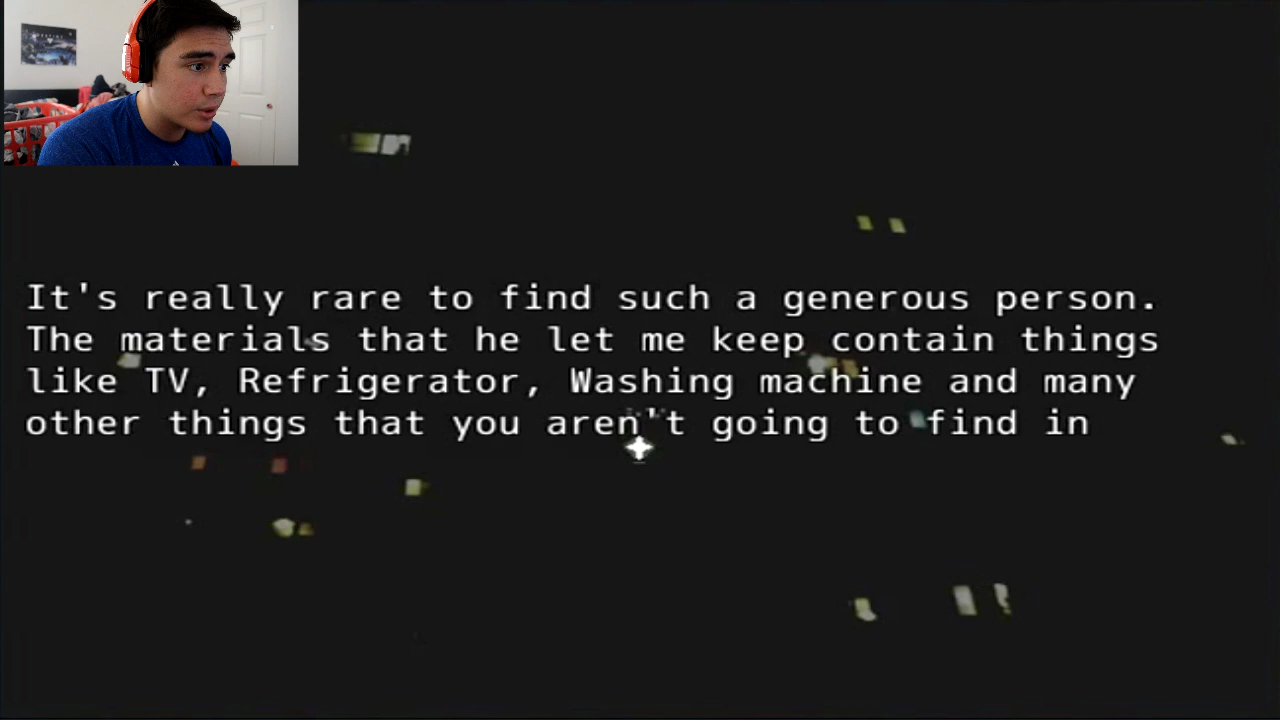 It's really rare to find such a generous person.
The materials that he let me keep contain things
like TV, Refrigerator, Washing machine and many
other things that you aren't going to find in